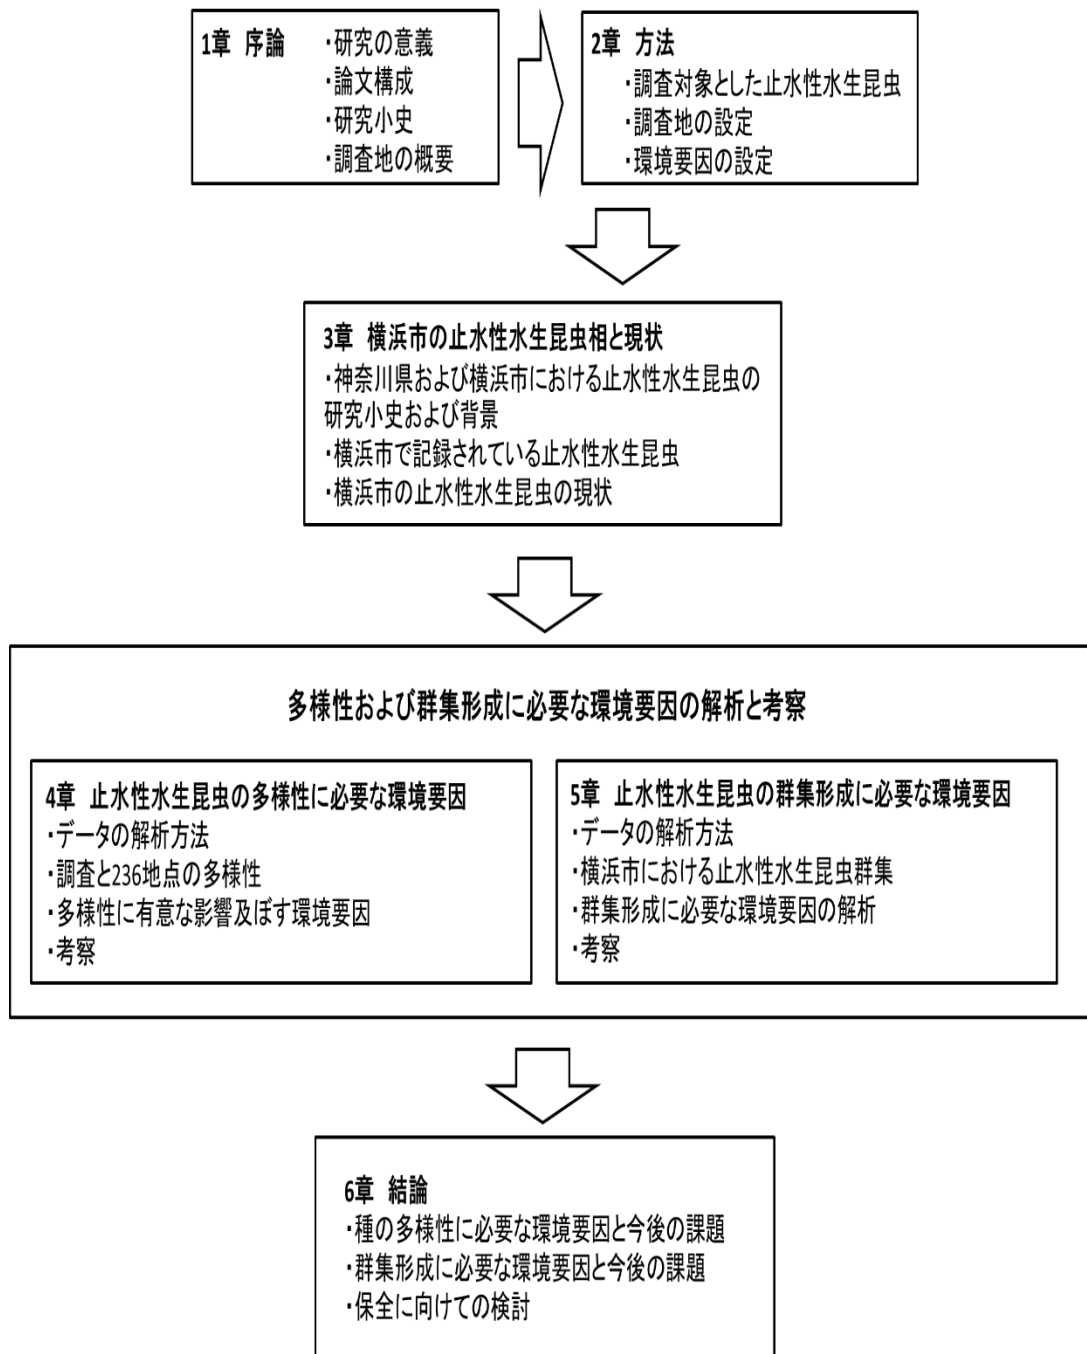 1章 序論 ・研究の意義
・論文構成
・研究小史
・調査地の概要
2章 方法
・調査対象とした止水性水生昆虫
・調査地の設定
・環境要因の設定
3章 横浜市の止水性水生昆虫相と現状
・神奈川県および横浜市における止水性水生昆虫の
研究小史および背景
・横浜市で記録されている止水性水生昆虫
・横浜市の止水性水生昆虫の現状
多様性および群集形成に必要な環境要因の解析と考察
4章 止水性水生昆虫の多様性に必要な環境要因
・データの解析方法
・調査と236地点の多様性
・多様性に有意な影響及ぼす環境要因
・考察
5章 止水性水生昆虫の群集形成に必要な環境要因
・データの解析方法
・横浜市における止水性水生昆虫群集
・群集形成に必要な環境要因の解析
・考察
6章 結論
・種の多様性に必要な環境要因と今後の課題
・群集形成に必要な環境要因と今後の課題
・保全に向けての検討